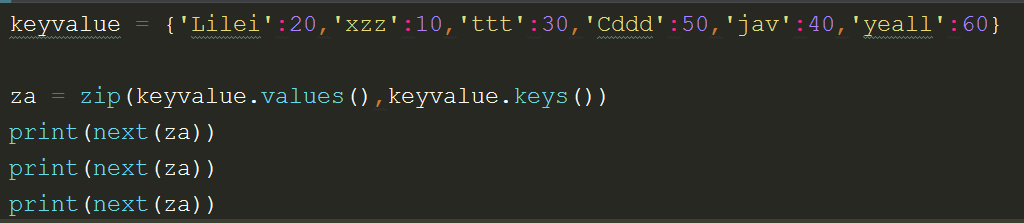 keyvalue = {'Lilei':20,'xzz':10,'ttt':30,'Cddd':50,'jav':40,'yeall':60}
za = zip(keyvalue.values(),keyvalue.keys())
print(next(za))
print(next(za))
print(next(za))